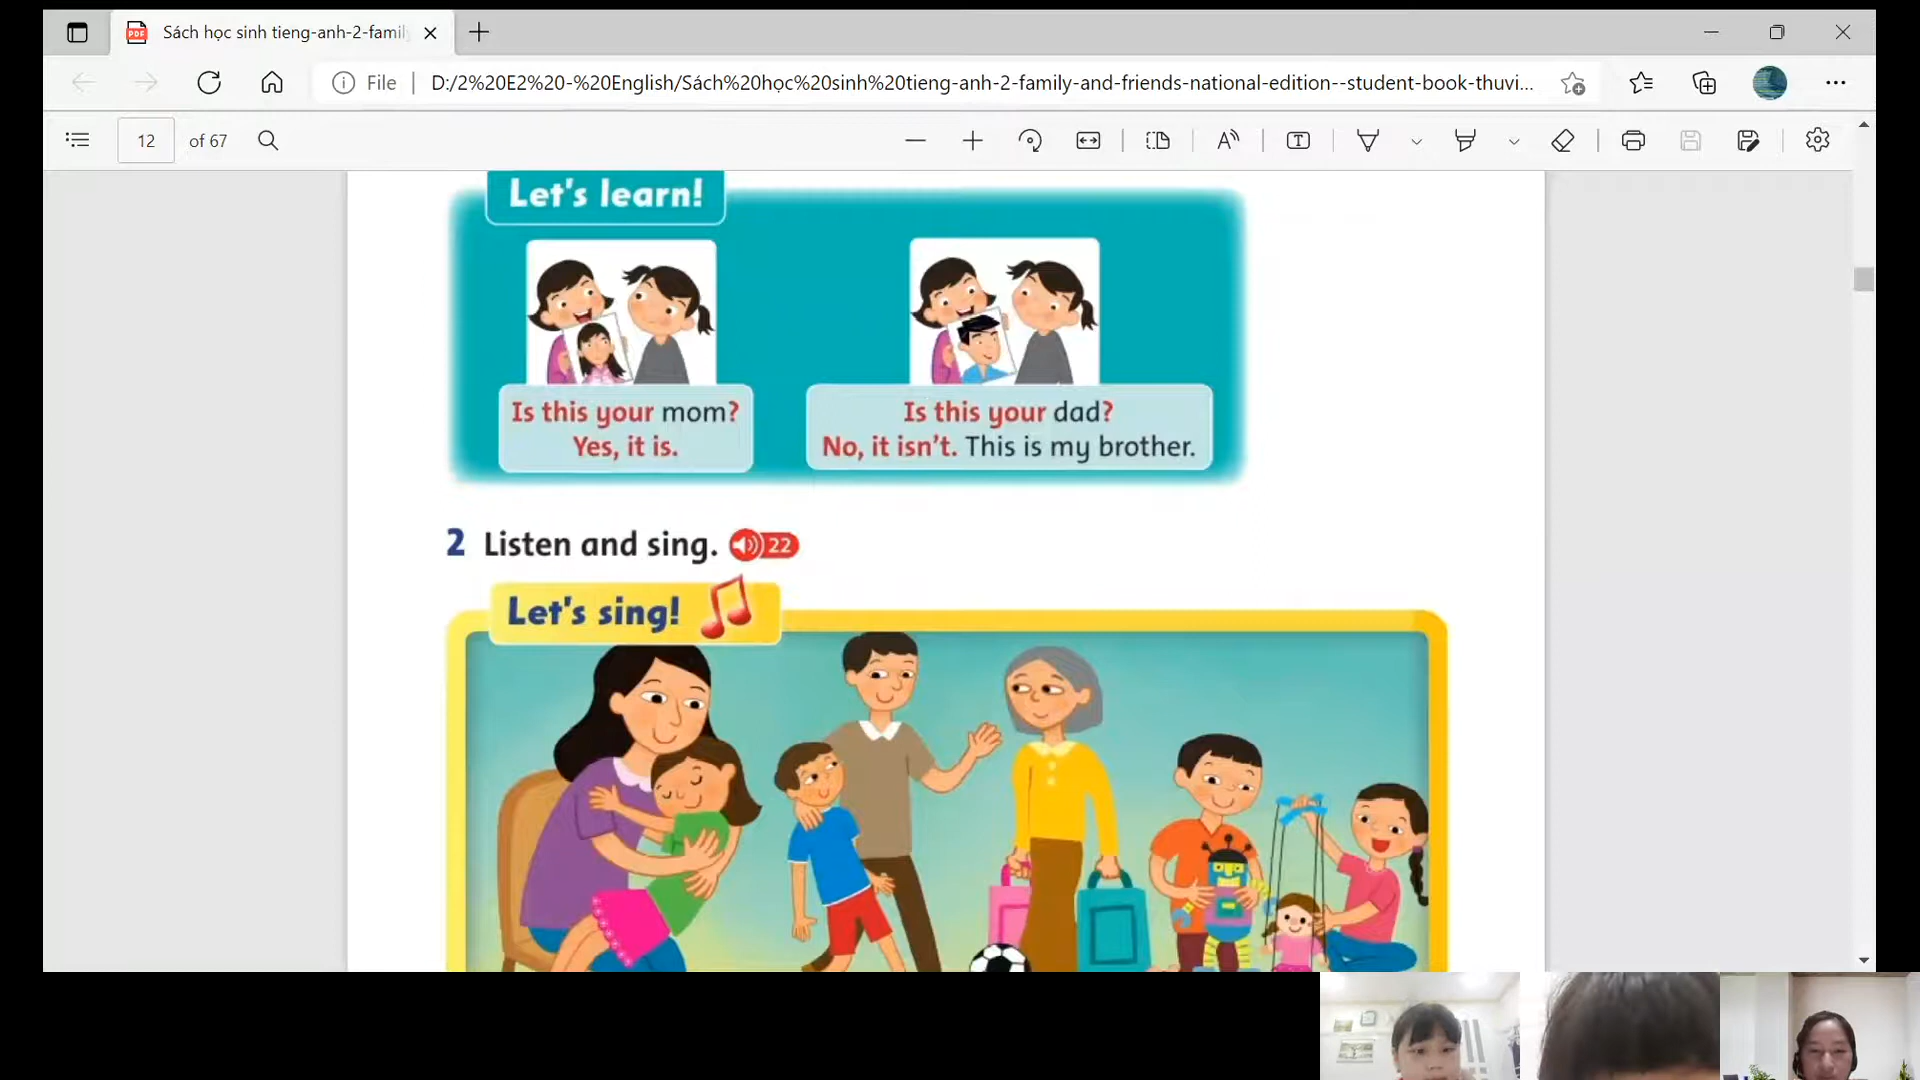 Sách học sinh tieng-anh-2-famil
File
D:/2%20E2%20-%20English/Sách%20học%20sinh%20tieng-anh-2-family-and-friends-national-edition--student-book-thuvi...
12 of 67
Let's learn!
Is this your mom?
Yes, it is.
Is this your dad?
No, it isn't. This is my brother.
2 Listen and sing. 22
Let's sing!